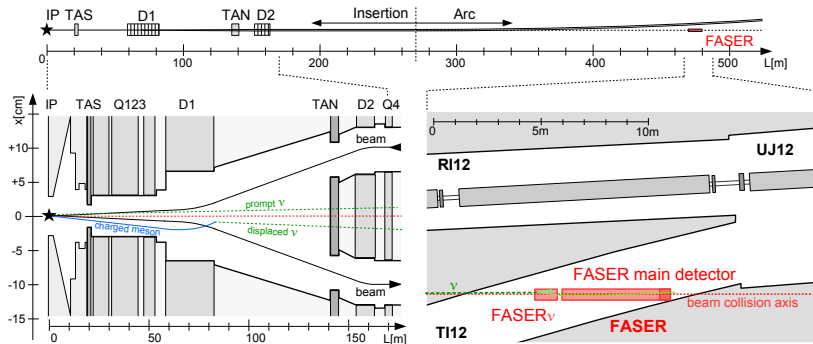 IP TAS D1 TAN D2 Insertion Arc
FASER
0 100 200 300 400 500 L[m]
x[cm]
IP TAS Q123 D1 TAN D2 Q4
+10
+5
0
-5
-10
-15
beam
prompt ν
charged meson
displaced ν
beam
0 50 100 150 L[m]
0 5m 10m
RI12
UJ12
ν
FASER main detector
beam collision axis
FASERν
FASER
TI12